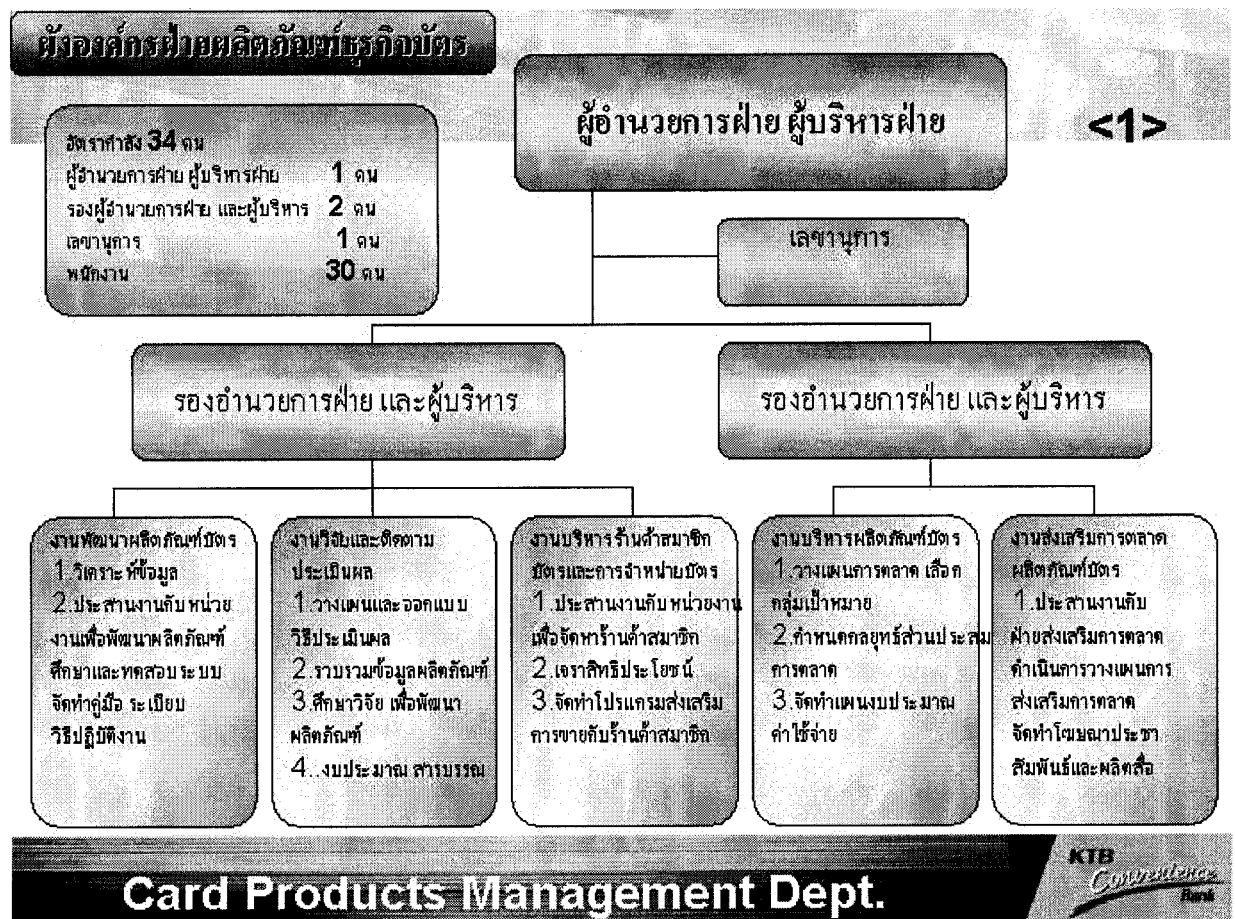 ผังองค์กรฝ่ายผลิตภัณฑ์ธุรกิจบัตร
ผู้อำนวยการฝ่าย ผู้บริหารฝ่าย
<1>
อัตรากำลัง 34 คน
ผู้อำนวยการฝ่าย ผู้บริหารฝ่าย 1 คน
รองผู้อำนวยการฝ่าย และผู้บริหาร 2 คน
เลขานุการ 1 คน
พนักงาน 30 คน
เลขานุการ
รองอำนวยการฝ่าย และผู้บริหาร
รองอำนวยการฝ่าย และผู้บริหาร
งานพัฒนาผลิตภัณฑ์บัตร
1.วิเคราะห์ข้อมูล
2.ประสานงานกับหน่วย
งานเพื่อพัฒนาผลิตภัณฑ์
ศึกษาและทดสอบระบบ
จัดทำคู่มือ ระเบียบ
วิธีปฏิบัติงาน
งานวิจัยและติดตาม
ประเมินผล
1.วางแผนและออกแบบ
วิธีประเมินผล
2.รวบรวมข้อมูลผลิตภัณฑ์
3.ศึกษาวิจัย เพื่อพัฒนา
ผลิตภัณฑ์
4..งบประมาณ สารบรรณ
งานบริหารร้านค้าสมาชิก
บัตรและการจำหน่ายบัตร
1.ประสานงานกับหน่วยงาน
เพื่อจัดหาร้านค้าสมาชิก
2.เจราสิทธิประโยชน์
3.จัดทำโปรแกรมส่งเสริม
การขายกับร้านค้าสมาชิก
งานบริหารผลิตภัณฑ์บัตร
1.วางแผนการตลาด เลือก
กลุ่มเป้าหมาย
2.กำหนดกลยุทธ์ส่วนประสม
การตลาด
3.จัดทำแผนงบประมาณ
ค่าใช้จ่าย
งานส่งเสริมการตลาด
ผลิตภัณฑ์บัตร
1.ประสานงานกับ
ฝ่ายส่งเสริมการตลาด
ดำเนินการวางแผนการ
ส่งเสริมการตลาด
จัดทำโฆษณาประชา
สัมพันธ์และผลิตสื่อ
Card Products Management Dept.
KTB
Convenience
Bank